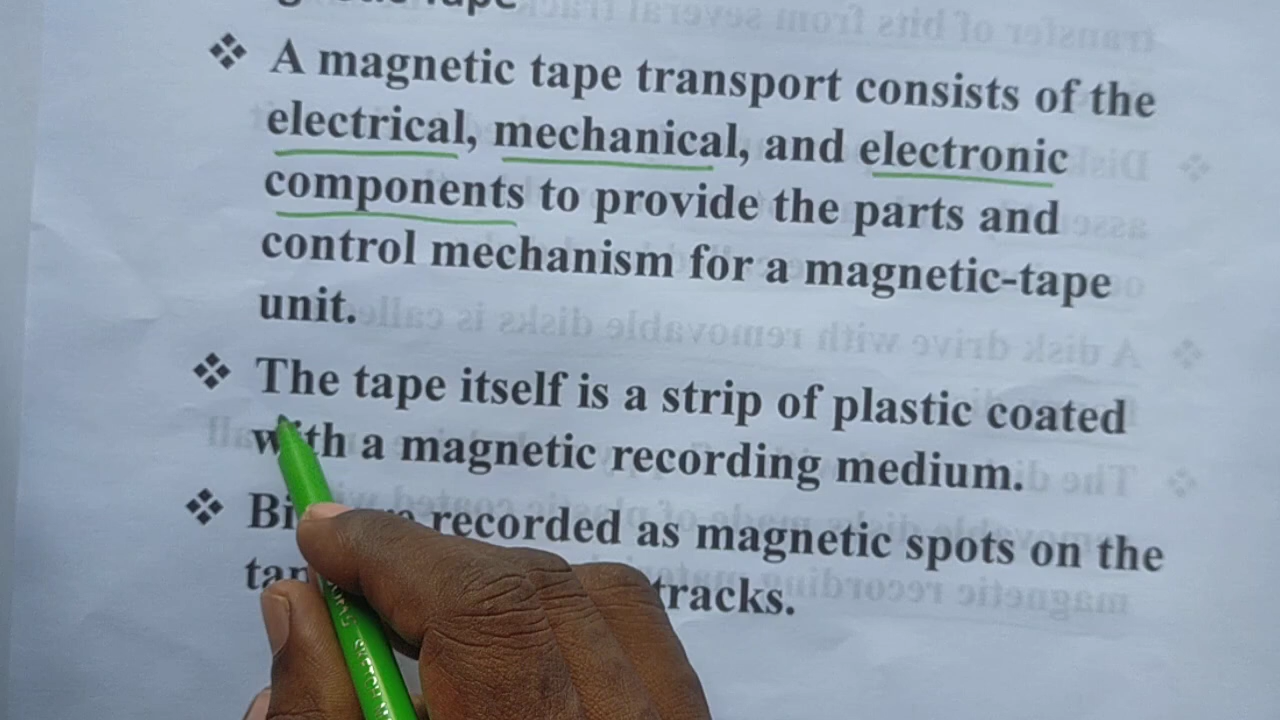 Tape
❖ A magnetic tape transport consists of the
electrical, mechanical, and electronic
components to provide the parts and
control mechanism for a magnetic-tape
unit.
❖ The tape itself is a strip of plastic coated
with a magnetic recording medium.
❖ recorded as magnetic spots on the
tracks.
SKETCH